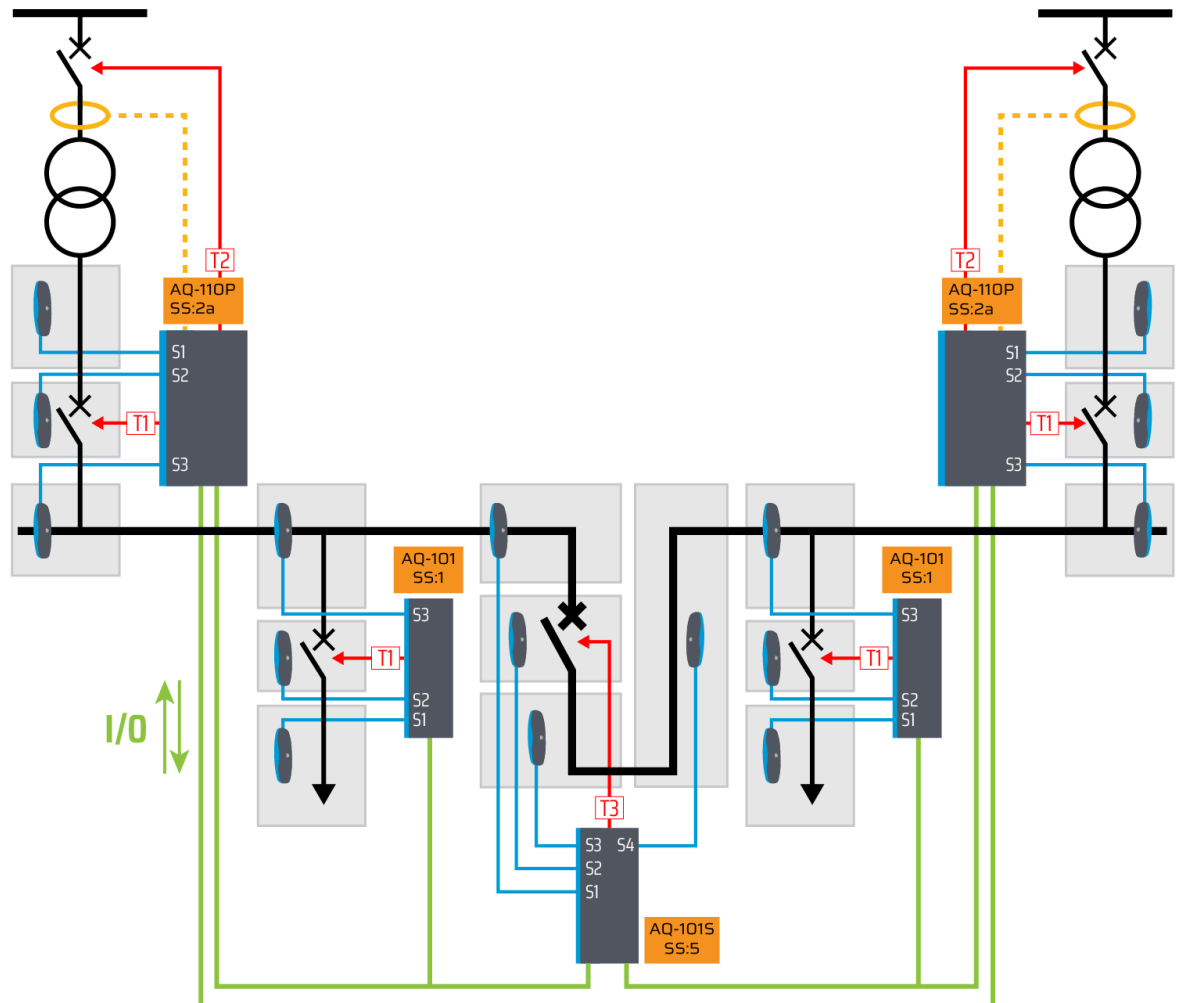 T2
T2
AQ-110P
SS:2a
AQ-110P
SS:2a
S1
S2
T1
S3
S1
S2
T1
S3
AQ-101
SS:1
AQ-101
SS:1
S3
T1
S2
S1
S3
T1
S2
S1
I/O
T3
S3 S4
S2
S1
AQ-101S
SS:5